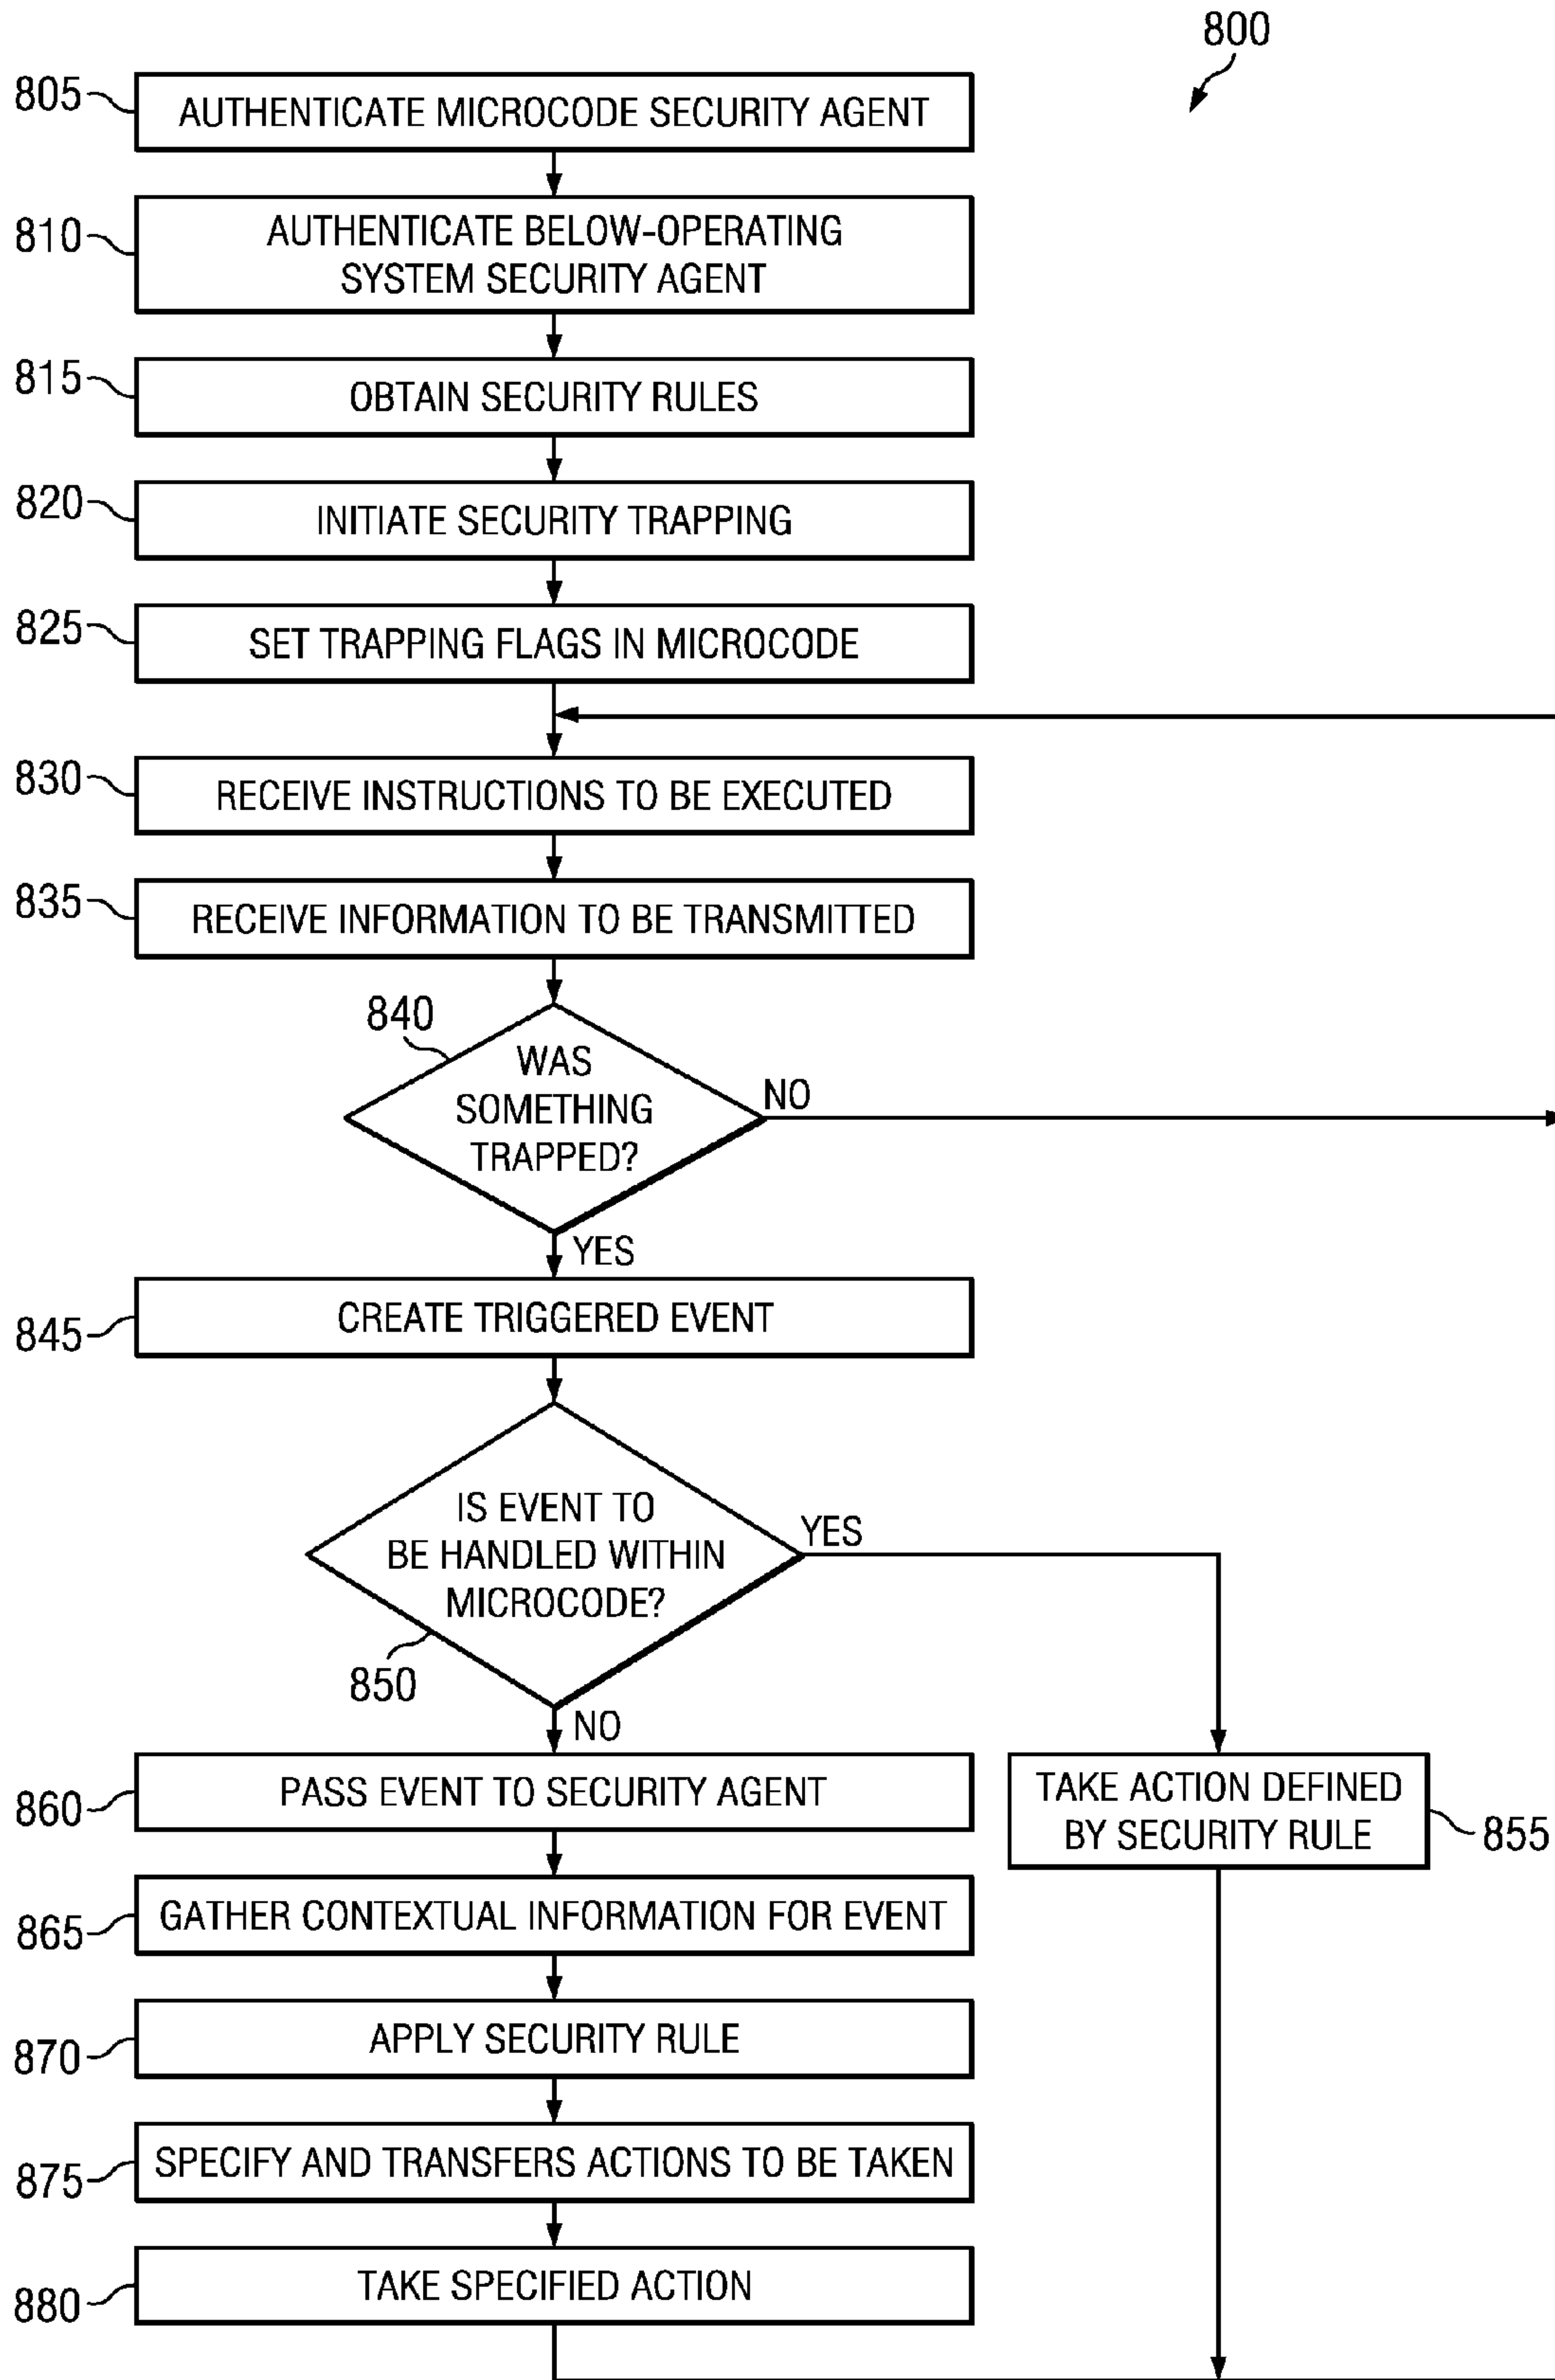 800
805
AUTHENTICATE MICROCODE SECURITY AGENT
810
AUTHENTICATE BELOW-OPERATING
SYSTEM SECURITY AGENT
815
OBTAIN SECURITY RULES
820
INITIATE SECURITY TRAPPING
825
SET TRAPPING FLAGS IN MICROCODE
830
RECEIVE INSTRUCTIONS TO BE EXECUTED
835
RECEIVE INFORMATION TO BE TRANSMITTED
840
WAS
SOMETHING
TRAPPED?
NO
YES
845
CREATE TRIGGERED EVENT
IS EVENT TO
BE HANDLED WITHIN
MICROCODE?
YES
850
NO
860
PASS EVENT TO SECURITY AGENT
TAKE ACTION DEFINED
BY SECURITY RULE
855
865
GATHER CONTEXTUAL INFORMATION FOR EVENT
870
APPLY SECURITY RULE
875
SPECIFY AND TRANSFERS ACTIONS TO BE TAKEN
880
TAKE SPECIFIED ACTION